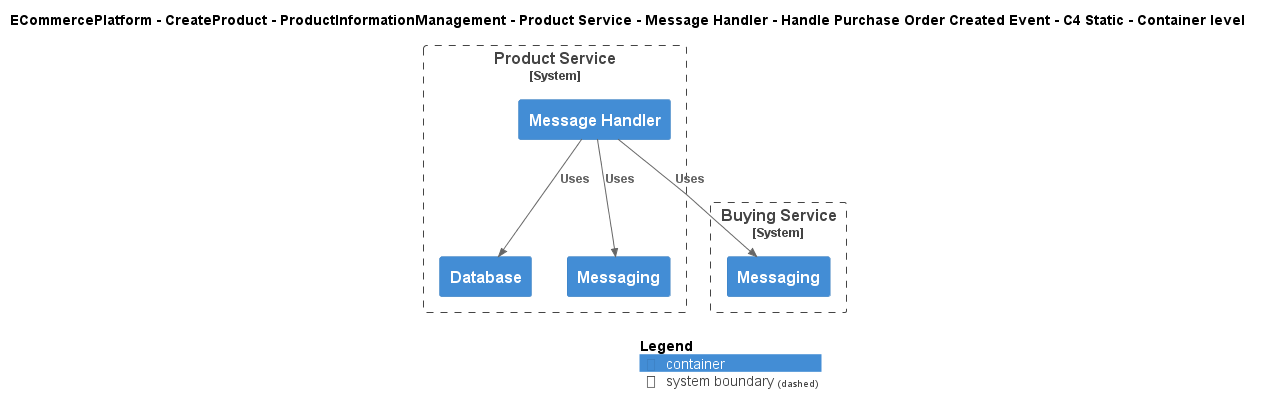 ECommercePlatform - CreateProduct - ProductInformationManagement - Product Service - Message Handler - Handle Purchase Order Created Event - C4 Static - Container level
Product Service
[System]
Message Handler
Uses
Uses
Uses
Buying Service
[System]
Database
Messaging
Messaging
Legend
container
system boundary (dashed)